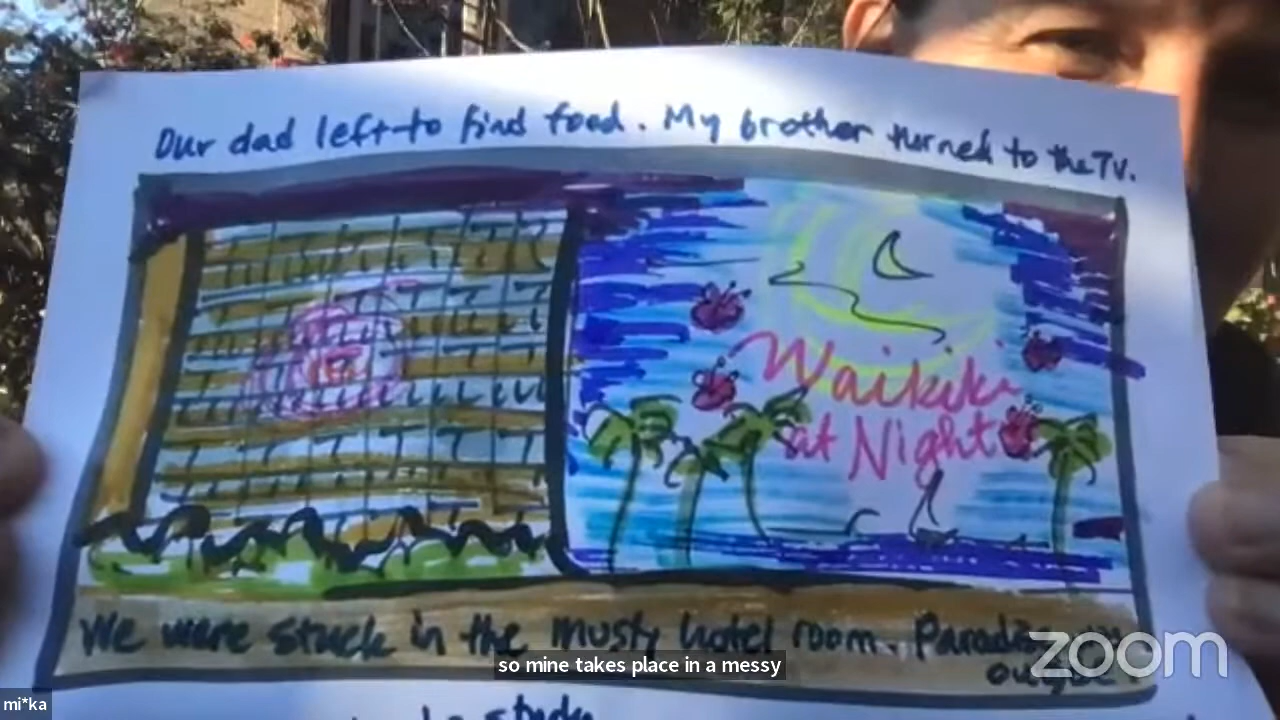 Our dad left to find food. My brother turned to the TV.
Waikiki
at Night
We were stuck in the musty hotel room. Paradise was
outside.
so mine takes place in a messy
zoom
mi*ka